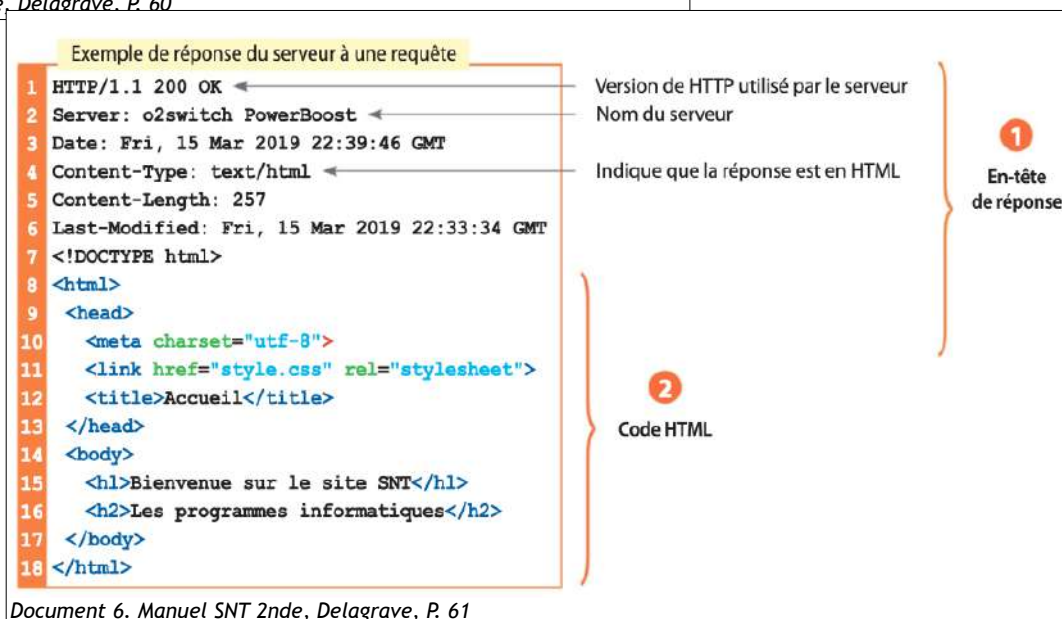 e, Delagrave, P. 60
Exemple de réponse du serveur à une requête
1 HTTP/1.1 200 OK
Version de HTTP utilisé par le serveur
2 Server: o2switch PowerBoost
Nom du serveur
3 Date: Fri, 15 Mar 2019 22:39:46 GMT
4 Content-Type: text/html
Indique que la réponse est en HTML
5 Content-Length: 257
6 Last-Modified: Fri, 15 Mar 2019 22:33:34 GMT
1
En-tête
de réponse
7 <!DOCTYPE html>
8 <html>
9 <head>
10 <meta charset="utf-8">
11 <link href="style.css" rel="stylesheet">
12 <title>Accueil</title>
13 </head>
14 <body>
15 <h1>Bienvenue sur le site SNT</h1>
16 <h2>Les programmes informatiques</h2>
17 </body>
18 </html>
2
Code HTML
Document 6. Manuel SNT 2nde, Delagrave, P. 61